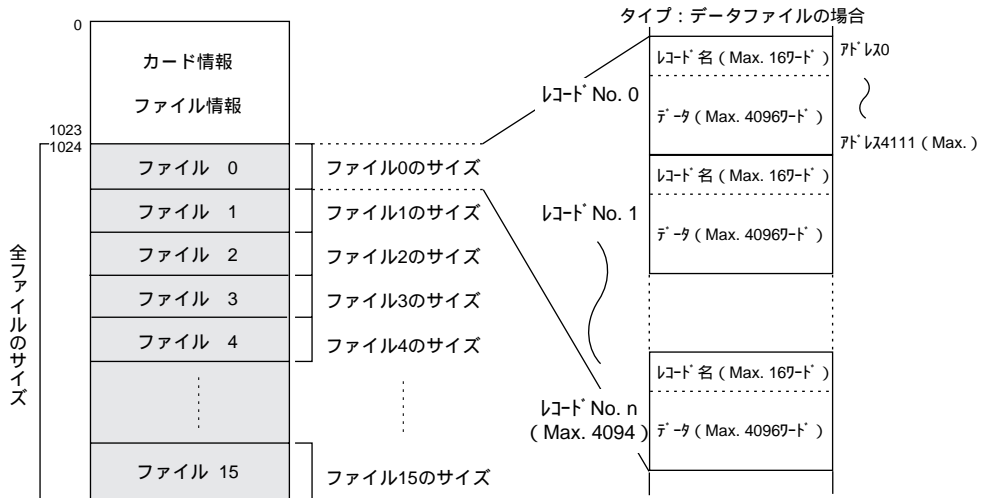 0
カード情報
ファイル情報
1023
1024
ファイル 0
ファイル 1
ファイル 2
ファイル 3
ファイル 4
ファイル 15
全ファイルのサイズ
ファイル0のサイズ
ファイル1のサイズ
ファイル2のサイズ
ファイル3のサイズ
ファイル4のサイズ
ファイル15のサイズ
タイプ：データファイルの場合
ﾚｺｰﾄﾞNo. 0
ﾚｺｰﾄﾞ名（Max. 16ﾜｰﾄﾞ）
ﾃﾞｰﾀ（Max. 4096ﾜｰﾄﾞ）
ｱﾄﾞﾚｽ0
ｱﾄﾞﾚｽ4111（Max.）
ﾚｺｰﾄﾞNo. 1
ﾚｺｰﾄﾞ名（Max. 16ﾜｰﾄﾞ）
ﾃﾞｰﾀ（Max. 4096ﾜｰﾄﾞ）
ﾚｺｰﾄﾞNo. n
（Max. 4094）
ﾚｺｰﾄﾞ名（Max. 16ﾜｰﾄﾞ）
ﾃﾞｰﾀ（Max. 4096ﾜｰﾄﾞ）